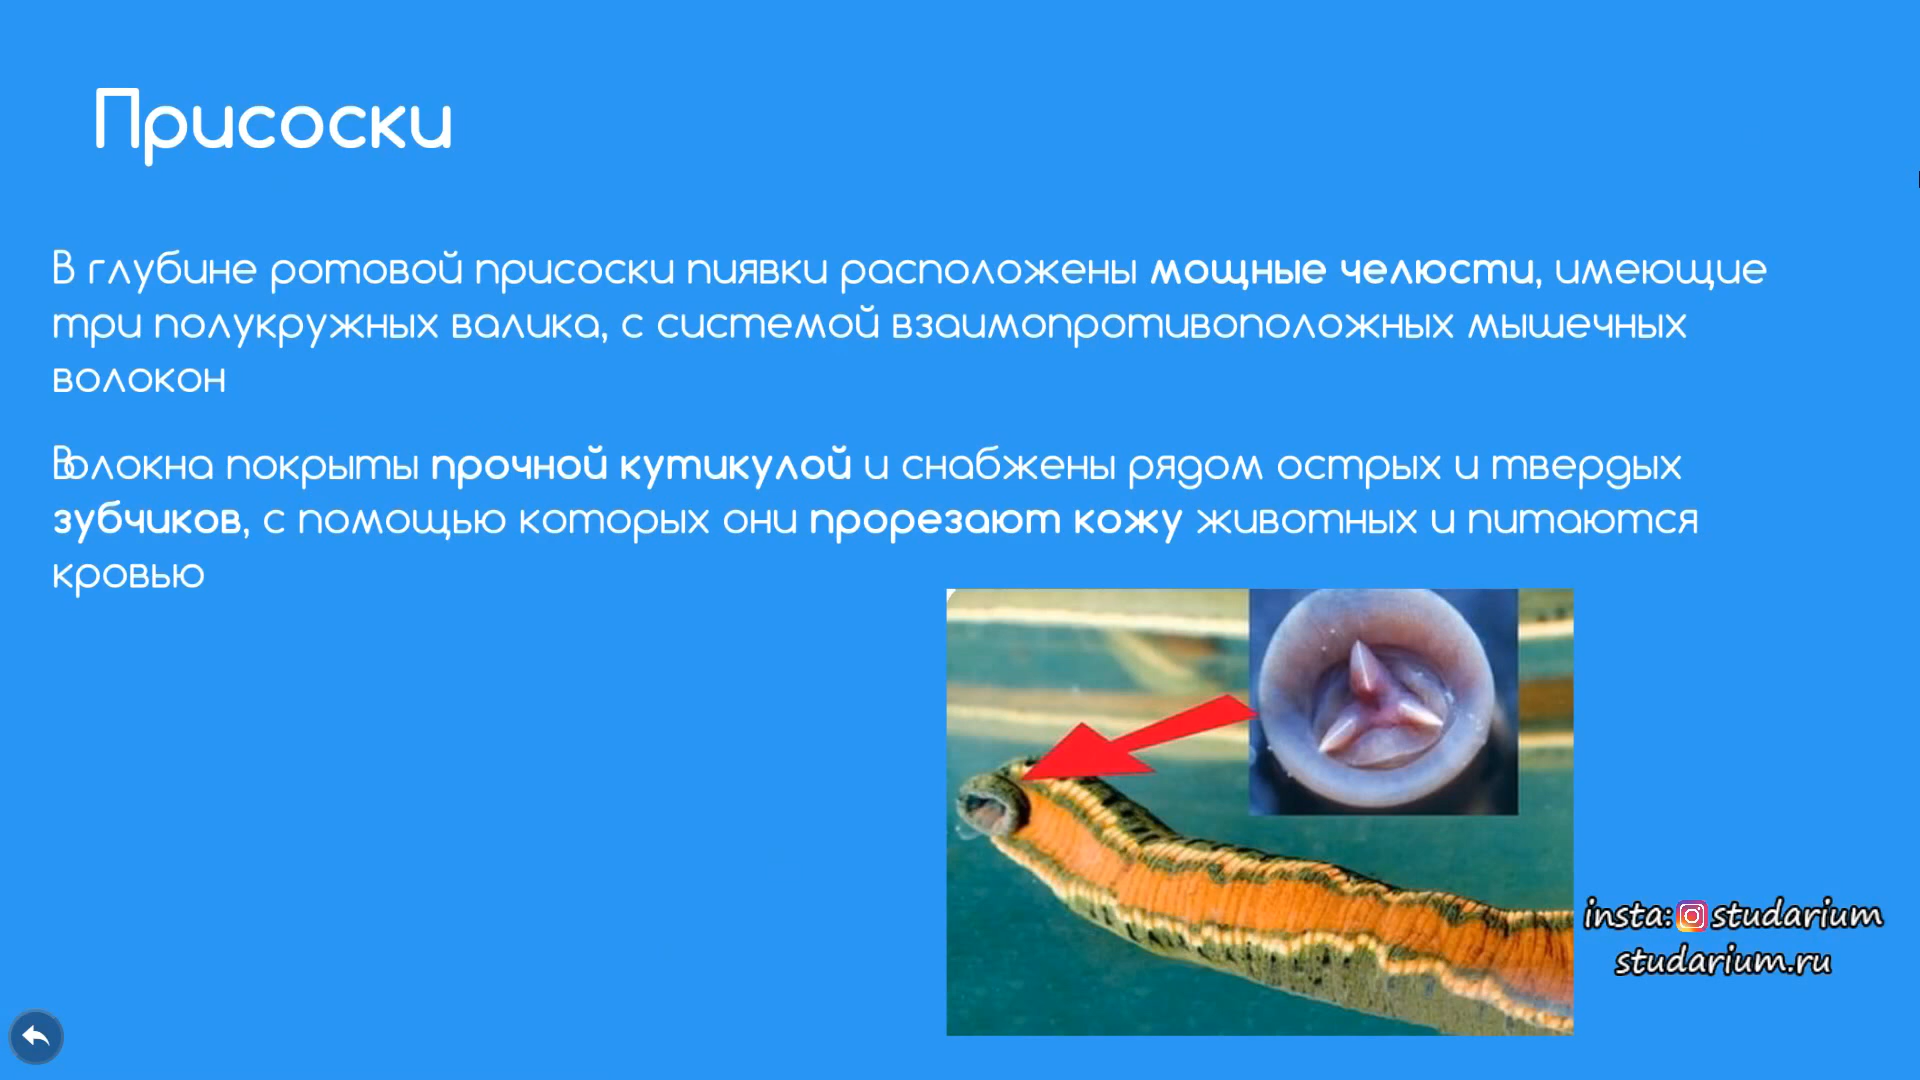 Присоски
В глубине ротовой присоски пиявки расположены мощные челюсти, имеющие
три полукружных валика, с системой взаимопротивоположных мышечных
волокон
Волокна покрыты прочной кутикулой и снабжены рядом острых и твердых
зубчиков, с помощью которых они прорезают кожу животных и питаются
кровью
insta: studarium
studarium.ru